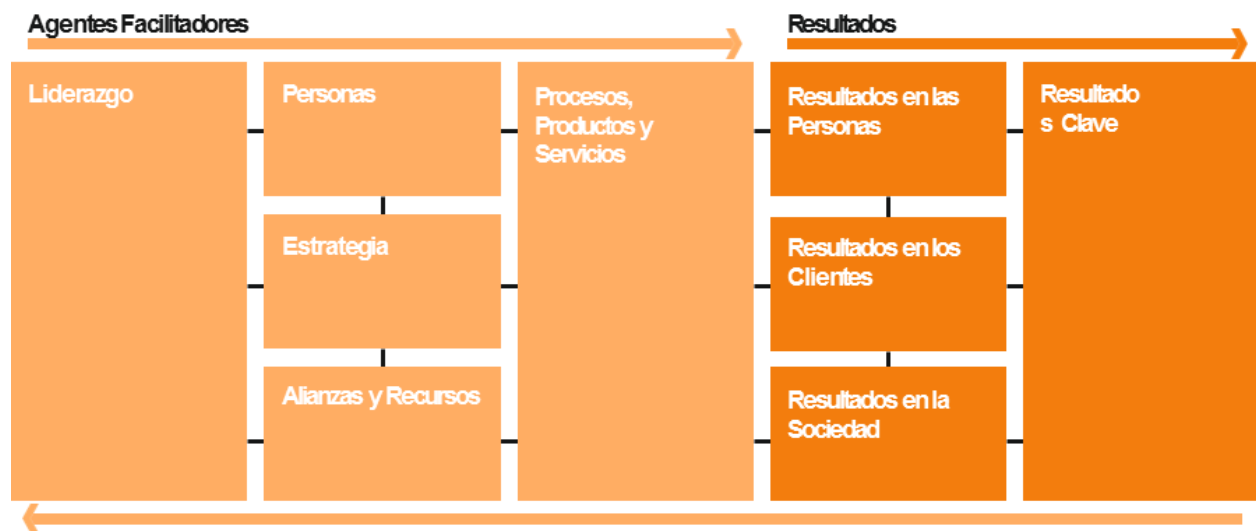 Agentes Facilitadores
Resultados
Liderazgo
Personas
Procesos,
Productos y
Servicios
Estrategia
Alianzas y Recursos
Resultados en las
Personas
Resultados en los
Clientes
Resultados en la
Sociedad
Resultado
s Clave